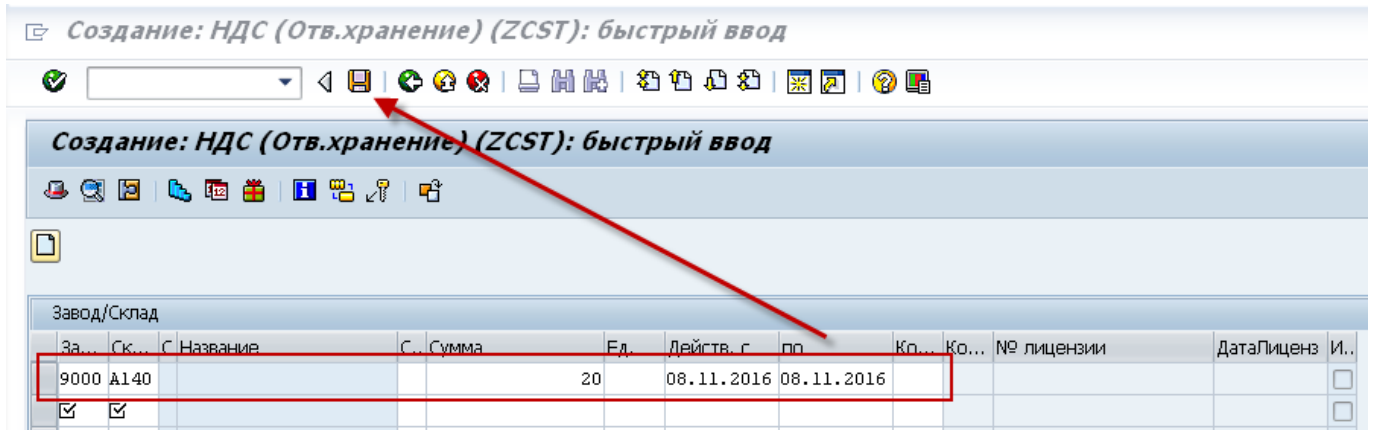 Создание: НДС (Отв.хранение) (ZCST): быстрый ввод
Создание: НДС (Отв.хранение) (ZCST): быстрый ввод
Завод/Склад
За... Ск... С Название С.. Сумма Ед. Действ. с по Ко... Ко... № лицензии ДатаЛиценз И..
9000 A140 20 08.11.2016 08.11.2016